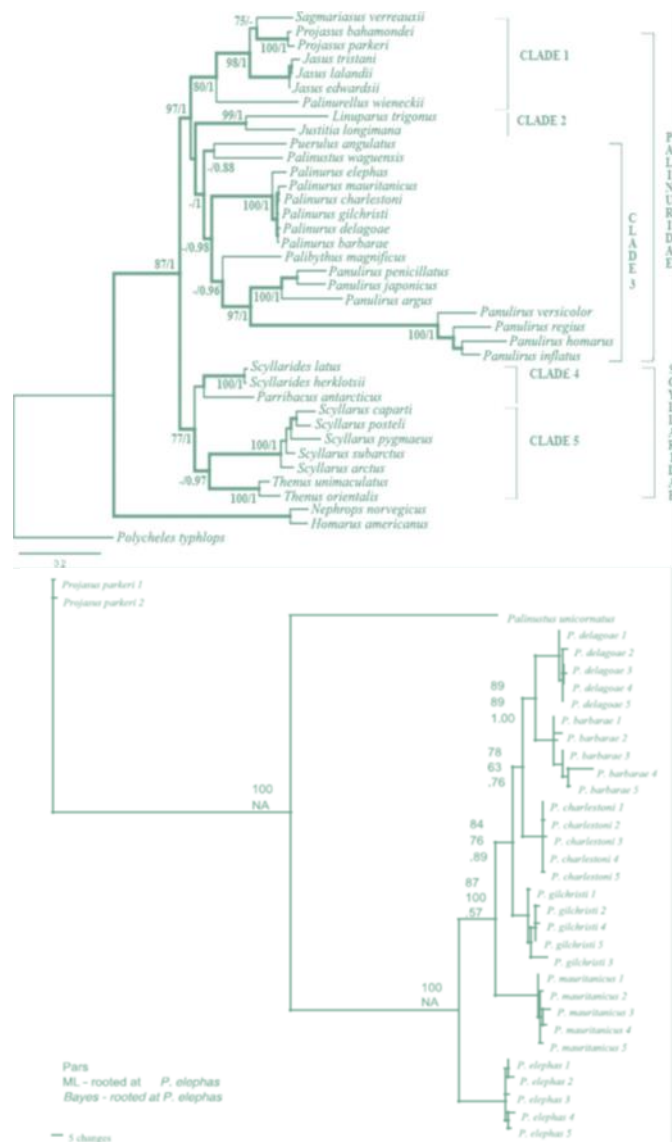 75/-
Sagmariasus verreauxii
Projasus bahamondei
100/1
Projasus parkeri
98/1
Jasus tristani
Jasus lalandii
Jasus edwardsii
80/1
Palinurellus wieneckii
CLADE 1
97/1
99/1
Linuparus trigonus
Justitia longimana
CLADE 2
Puerulus angulatus
-/0.88
Palinustus waguensis
-/1
Palinurus elephas
Palinurus mauritanicus
Palinurus charlestoni
100/1
Palinurus gilchristi
Palinurus delagoae
Palinurus barbarae
-/0.98
Palibythus magnificus
87/1
-/0.96
Panulirus penicillatus
Panulirus japonicus
100/1
Panulirus argus
97/1
Panulirus versicolor
100/1
Panulirus regius
Panulirus homarus
Panulirus inflatus
CLADE 3
PALINURIDAE
Scyllarides latus
100/1
Scyllarides herklotsii
Parribacus antarcticus
CLADE 4
77/1
Scyllarus caparti
Scyllarus posteli
Scyllarus pygmaeus
100/1
Scyllarus subarctus
Scyllarus arctus
CLADE 5
-/0.97
Thenus unimaculatus
100/1
Thenus orientalis
SCYLLARIDAE
Nephrops norvegicus
Homarus americanus
Polycheles typhlops
0.2
Projasus parkeri 1
Projasus parkeri 2
Palinustus unicornutus
P. delagoae 1
P. delagoae 2
P. delagoae 3
P. delagoae 4
P. delagoae 5
89
89
1.00
P. barbarae 1
P. barbarae 2
P. barbarae 3
P. barbarae 4
P. barbarae 5
78
63
.76
P. charlestoni 1
P. charlestoni 2
P. charlestoni 3
P. charlestoni 4
P. charlestoni 5
100
NA
84
76
.89
P. gilchristi 1
P. gilchristi 2
P. gilchristi 4
P. gilchristi 5
P. gilchristi 3
87
100
.57
P. mauritanicus 1
P. mauritanicus 2
P. mauritanicus 3
P. mauritanicus 4
P. mauritanicus 5
100
NA
P. elephas 1
P. elephas 2
P. elephas 3
P. elephas 4
P. elephas 5
Pars
ML - rooted at P. elephas
Bayes - rooted at P. elephas
5 changes